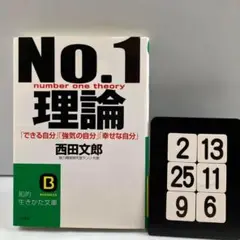 No.1
number one theory
理論
「できる自分」「強気の自分」「幸せな自分」
西田文郎
B
知的
生きかた文庫
2 13
25 11
9 6